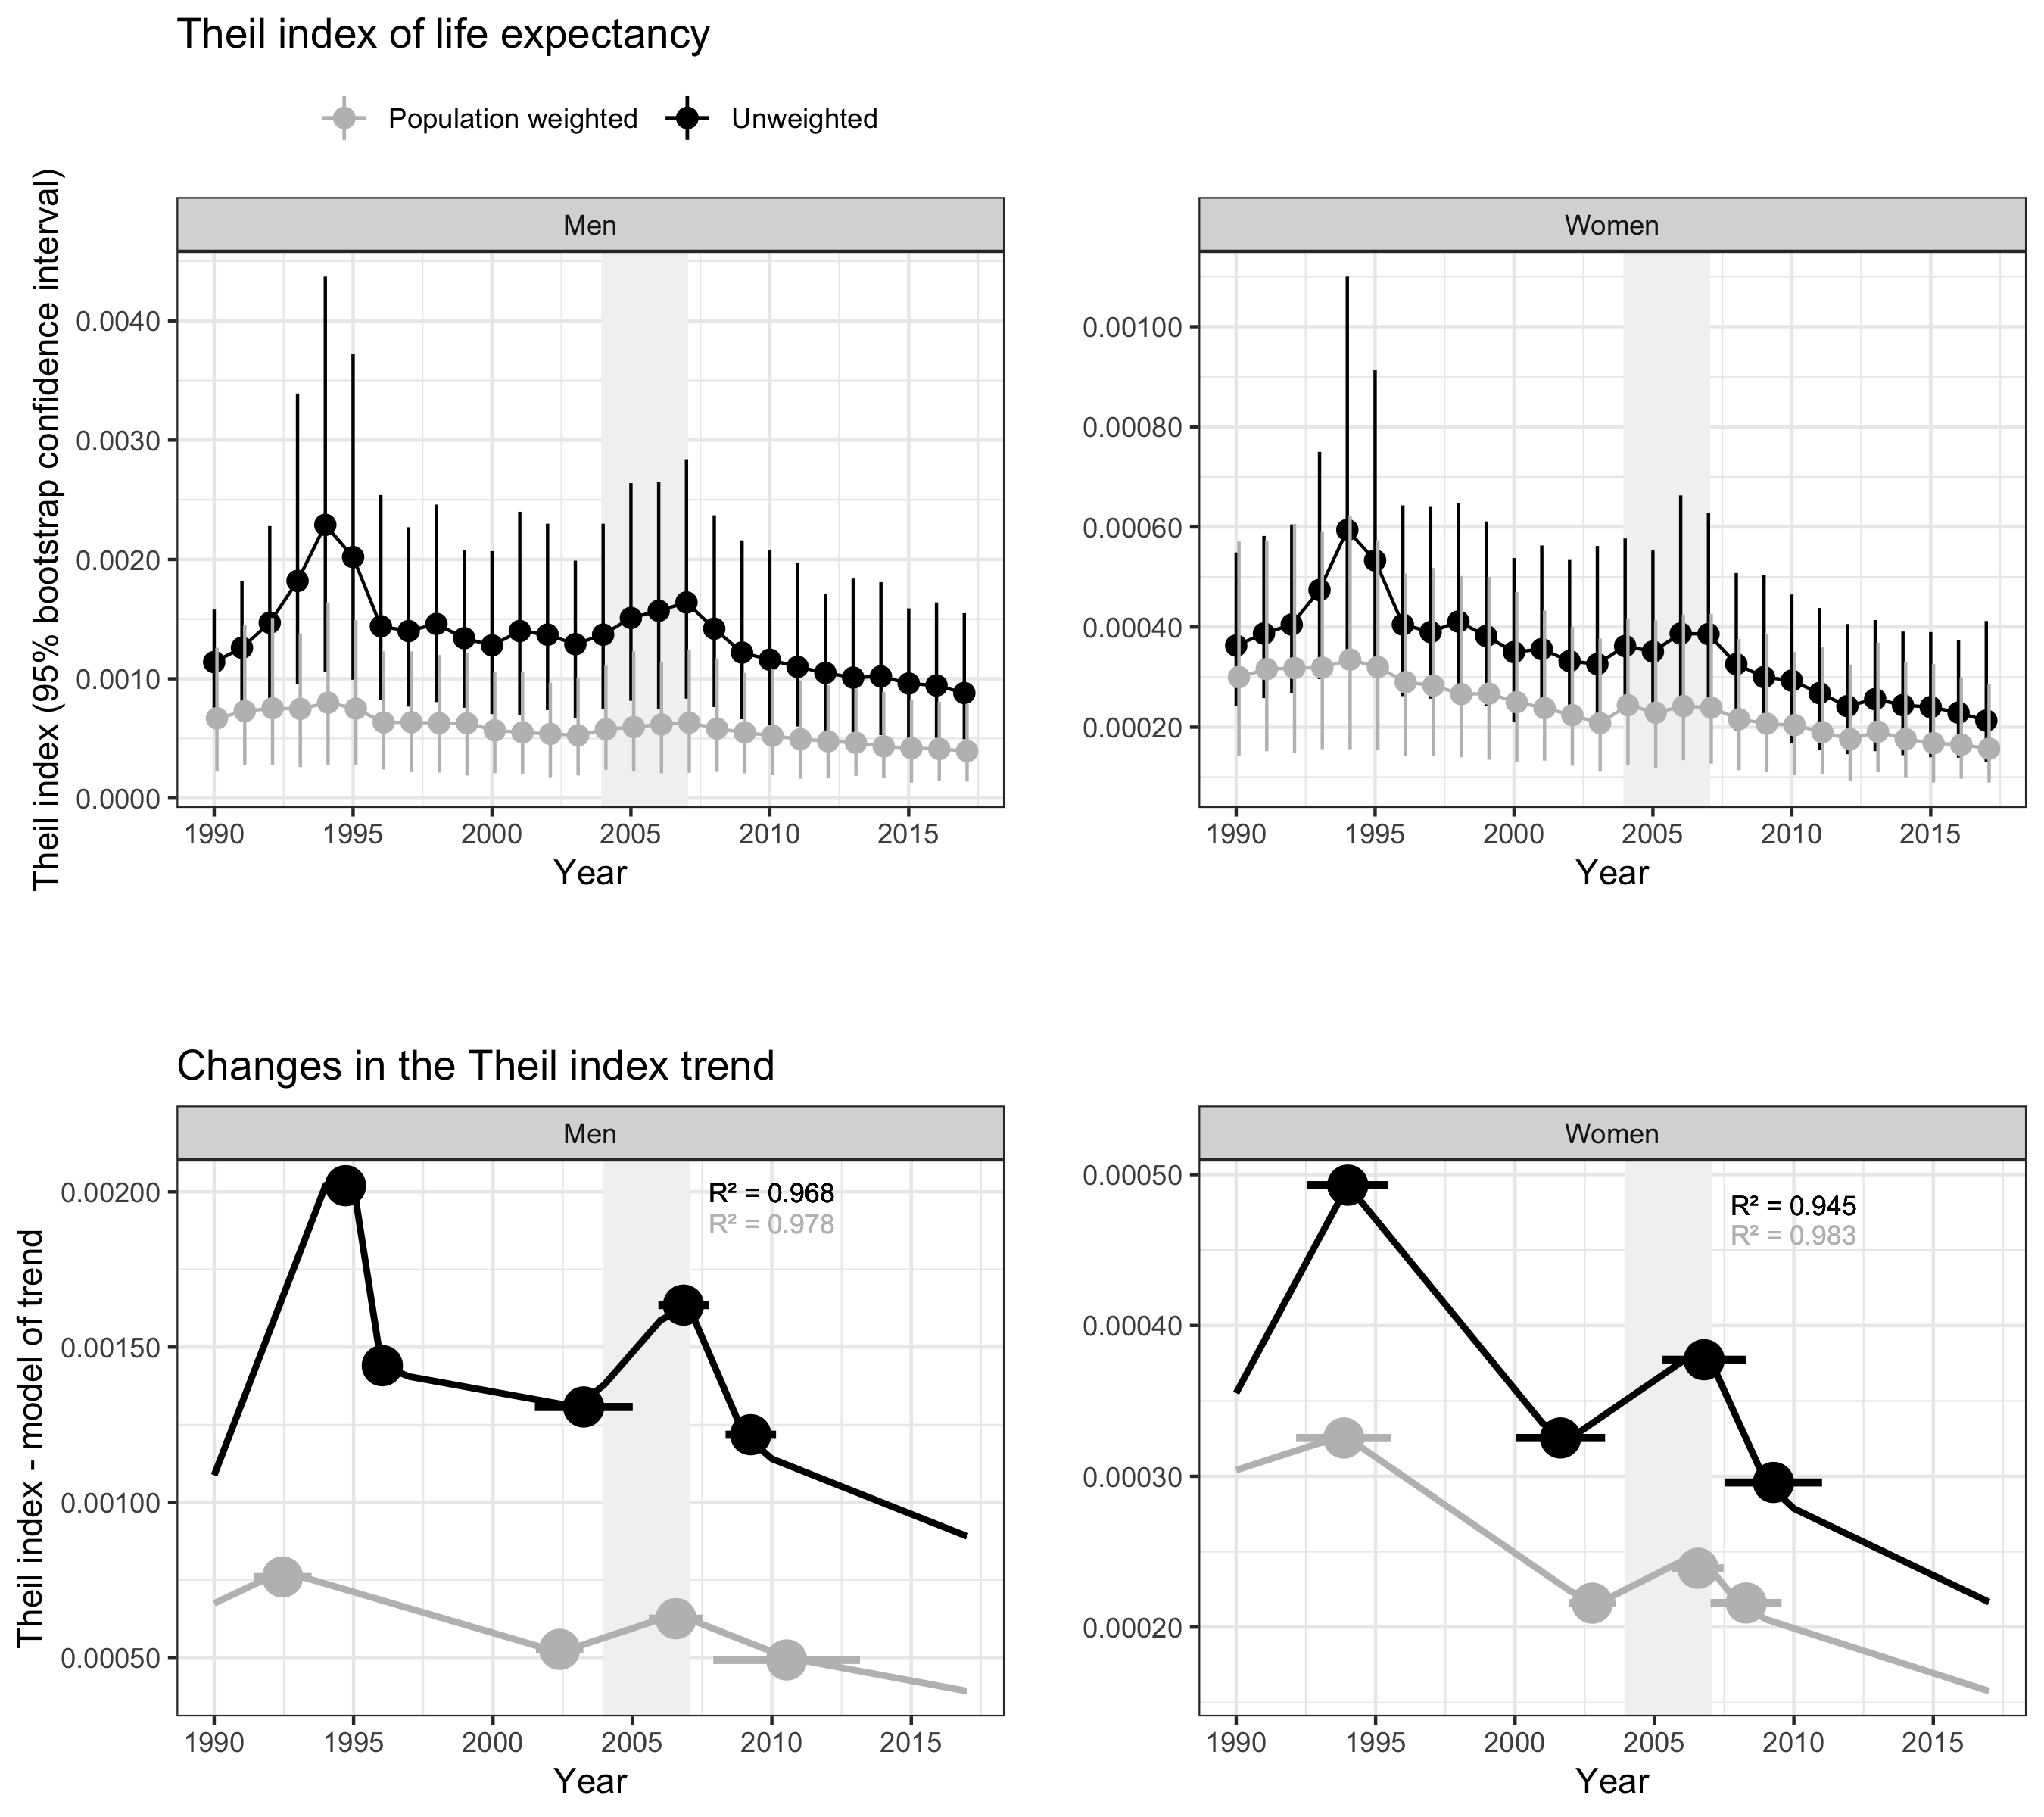 Theil index of life expectancy
Population weighted
Unweighted
Theil index (95% bootstrap confidence interval)
Men
0.0040
0.0030
0.0020
0.0010
0.0000
1990 1995 2000 2005 2010 2015
Year
Women
0.00100
0.00080
0.00060
0.00040
0.00020
1990 1995 2000 2005 2010 2015
Year
Changes in the Theil index trend
Theil index - model of trend
Men
R² = 0.968
R² = 0.978
0.00200
0.00150
0.00100
0.00050
1990 1995 2000 2005 2010 2015
Year
Women
R² = 0.945
R² = 0.983
0.00050
0.00040
0.00030
0.00020
1990 1995 2000 2005 2010 2015
Year